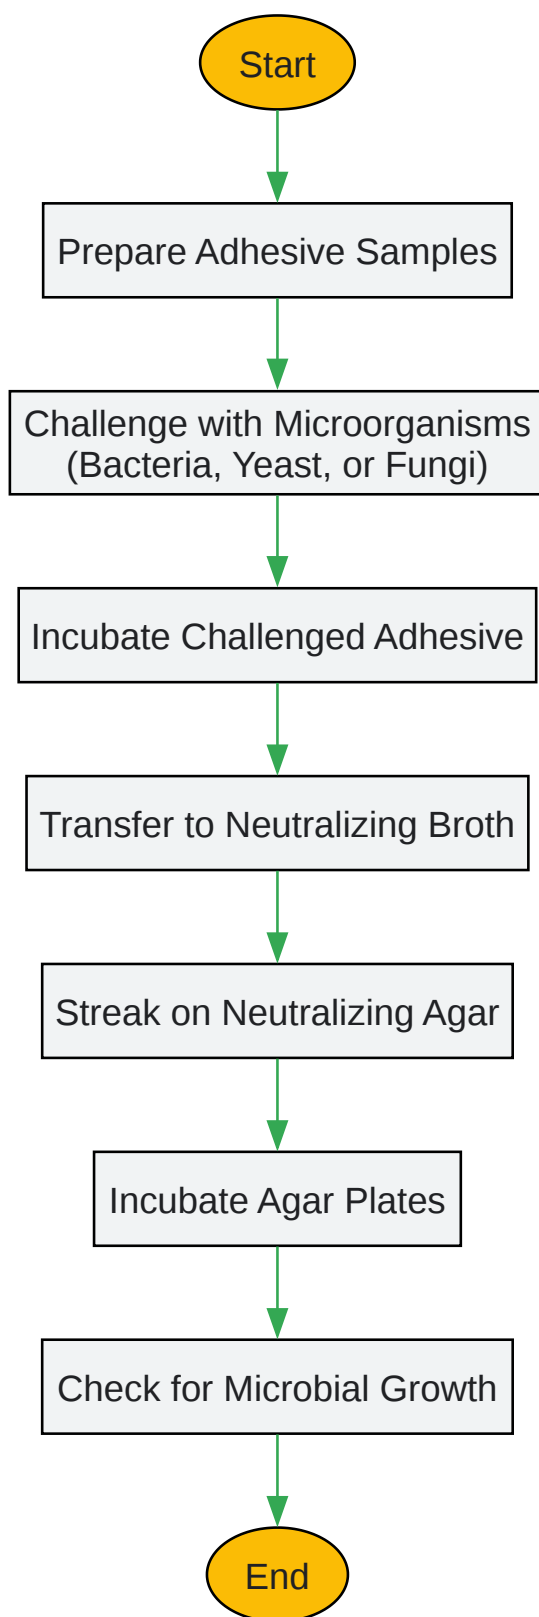 Start
Prepare Adhesive Samples
Challenge with Microorganisms
(Bacteria, Yeast, or Fungi)
Incubate Challenged Adhesive
Transfer to Neutralizing Broth
Streak on Neutralizing Agar
Incubate Agar Plates
Check for Microbial Growth
End